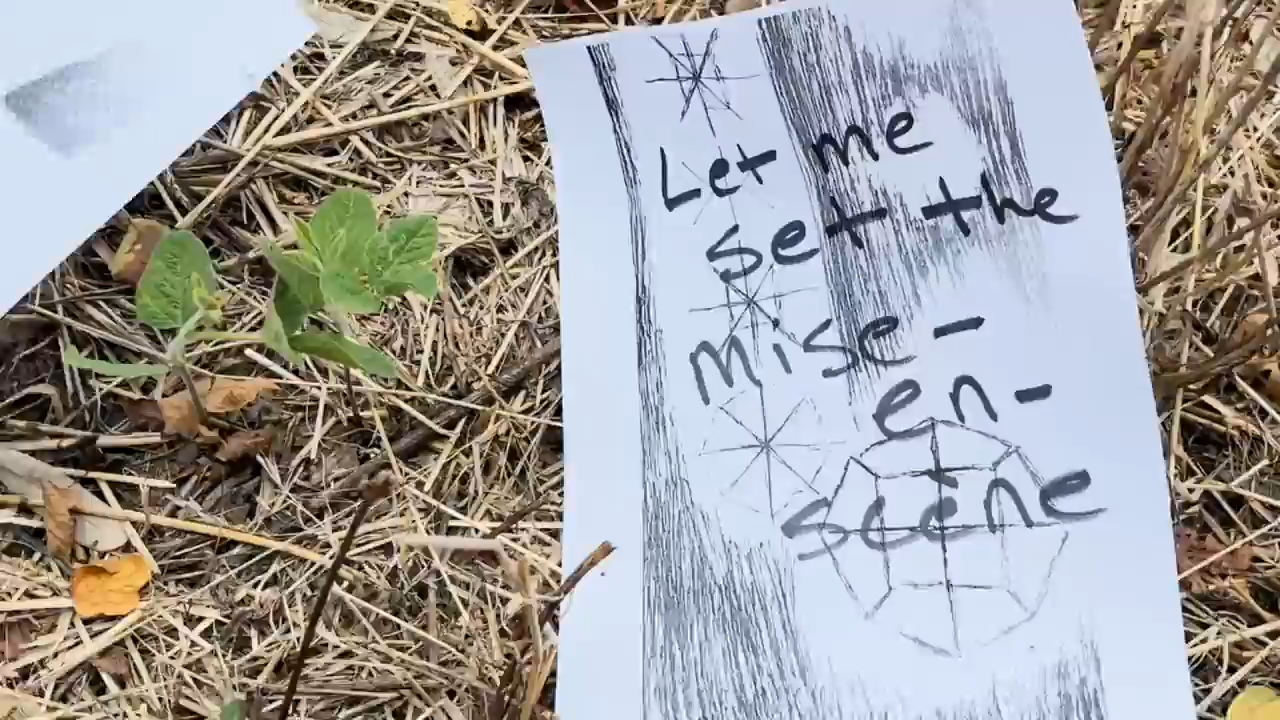 Let me
set the
mise-
en-
scene